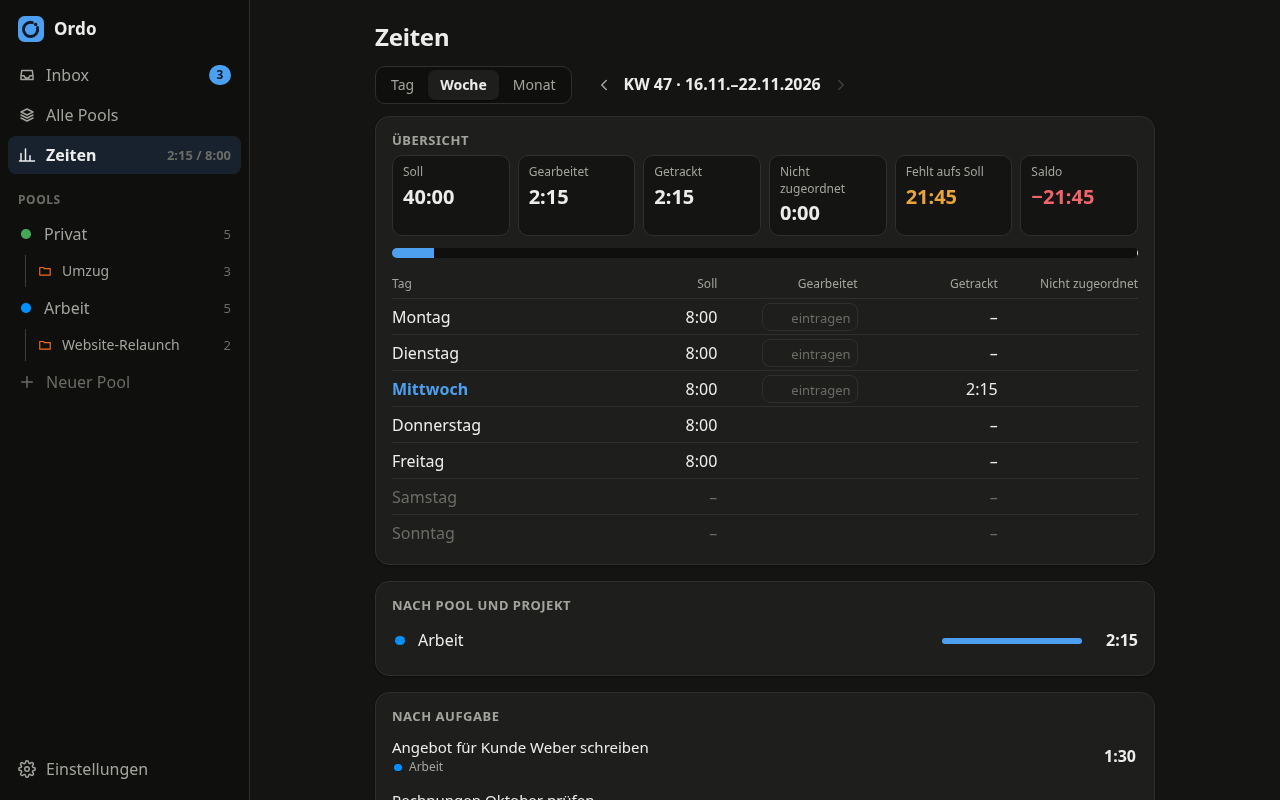 Ordo
Inbox 3
Alle Pools
Zeiten 2:15 / 8:00
POOLS
Privat 5
Umzug 3
Arbeit 5
Website-Relaunch 2
Neuer Pool
Einstellungen
Zeiten
Tag Woche Monat
KW 47 · 16.11.–22.11.2026
ÜBERSICHT
Soll
40:00
Gearbeitet
2:15
Getrackt
2:15
Nicht
zugeordnet
0:00
Fehlt aufs Soll
21:45
Saldo
−21:45
Tag Soll Gearbeitet Getrackt Nicht zugeordnet
Montag 8:00 eintragen –
Dienstag 8:00 eintragen –
Mittwoch 8:00 eintragen 2:15
Donnerstag 8:00 –
Freitag 8:00 –
Samstag – –
Sonntag – –
NACH POOL UND PROJEKT
Arbeit 2:15
NACH AUFGABE
Angebot für Kunde Weber schreiben 1:30
Arbeit
Rechnungen Oktober prüfen